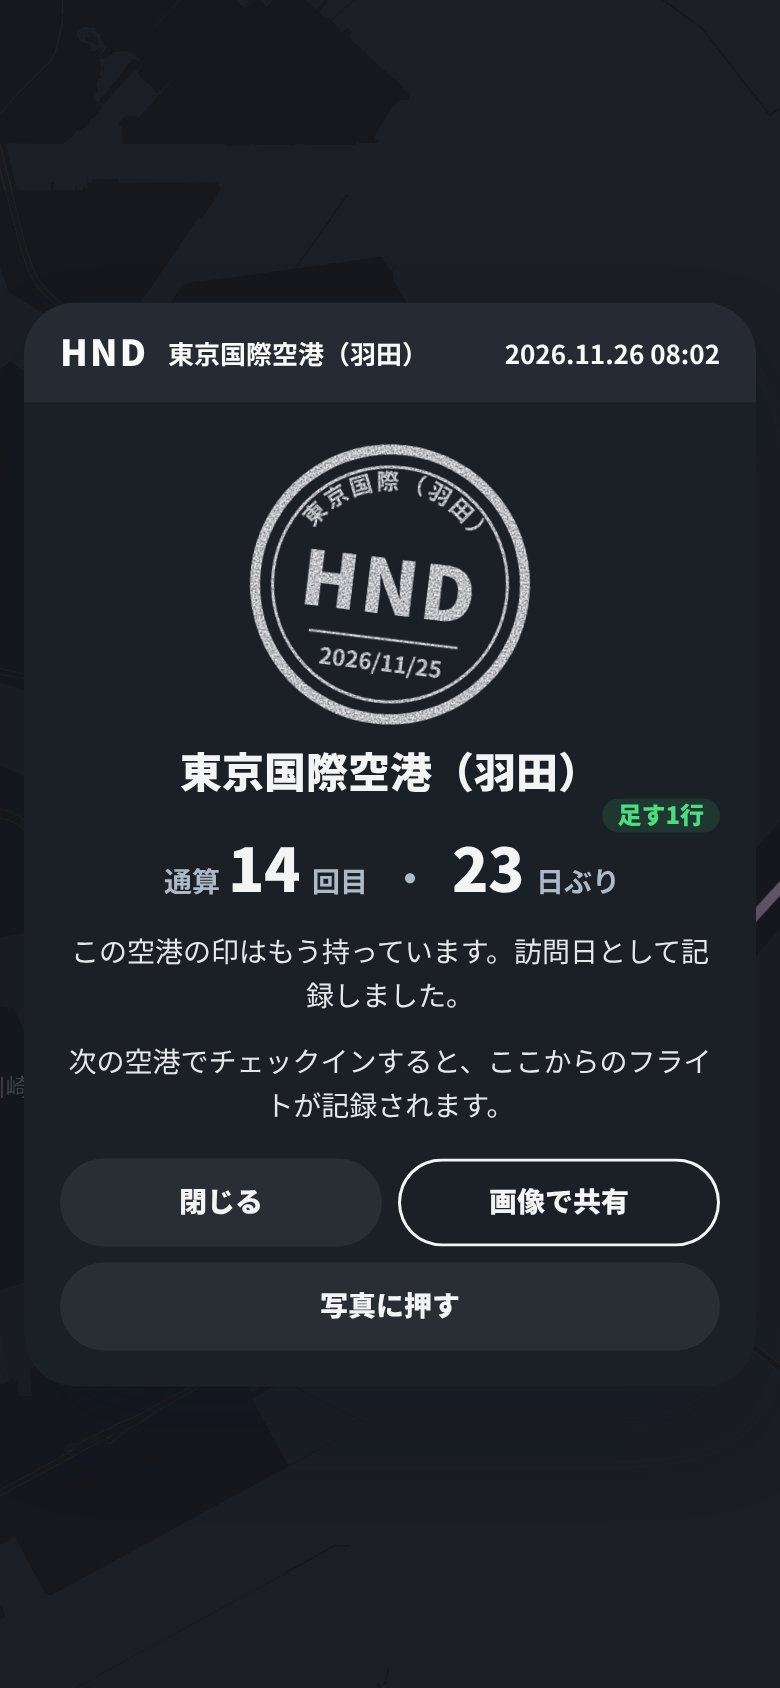 HND 東京国際空港（羽田） 2026.11.26 08:02
東京国際（羽田）
HND
2026/11/25
東京国際空港（羽田）
足す1行
通算 14 回目 ・ 23 日ぶり
この空港の印はもう持っています。訪問日として記
録しました。
次の空港でチェックインすると、ここからのフライ
トが記録されます。
閉じる
画像で共有
写真に押す